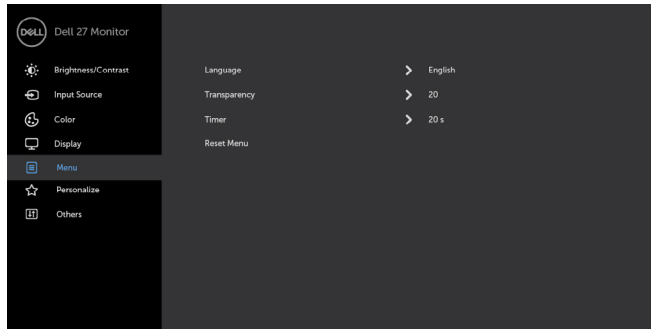 DELL Dell 27 Monitor
Brightness/Contrast Language English
Input Source Transparency 20
Color Timer 20 s
Display Reset Menu
Menu
Personalize
Others